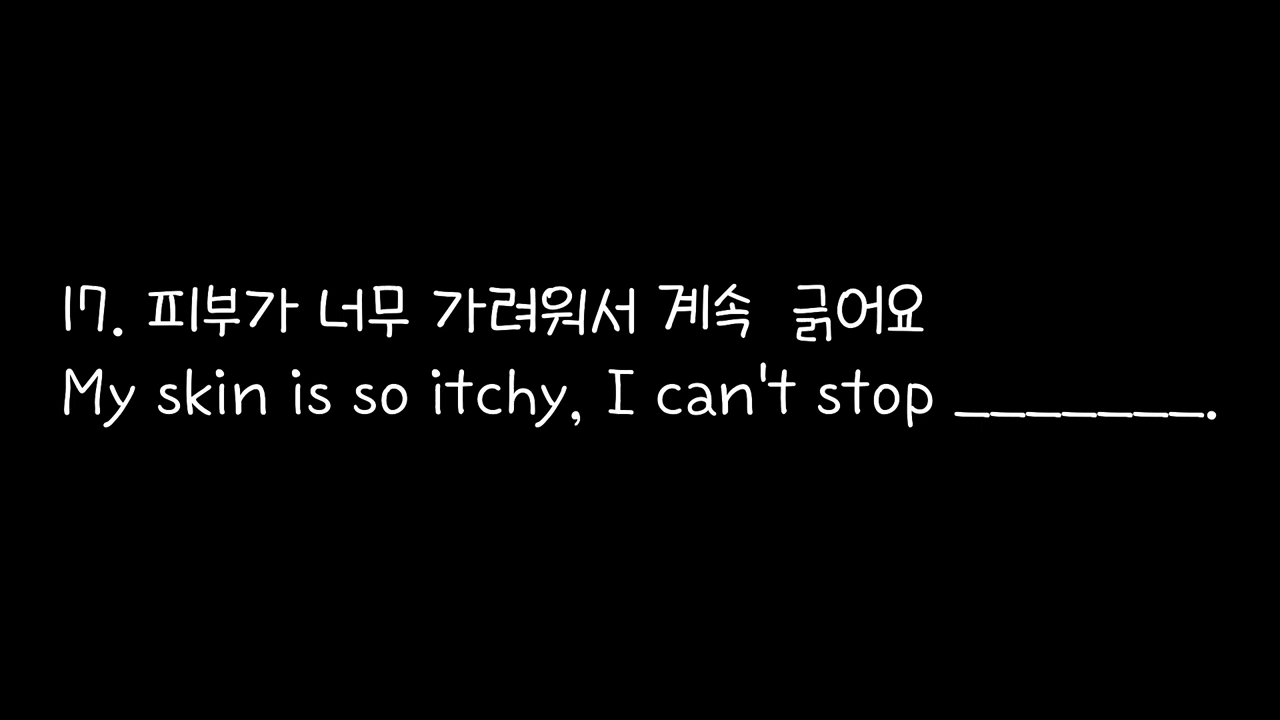 17. 피부가 너무 가려워서 계속 긁어요
My skin is so itchy, I can't stop _______.